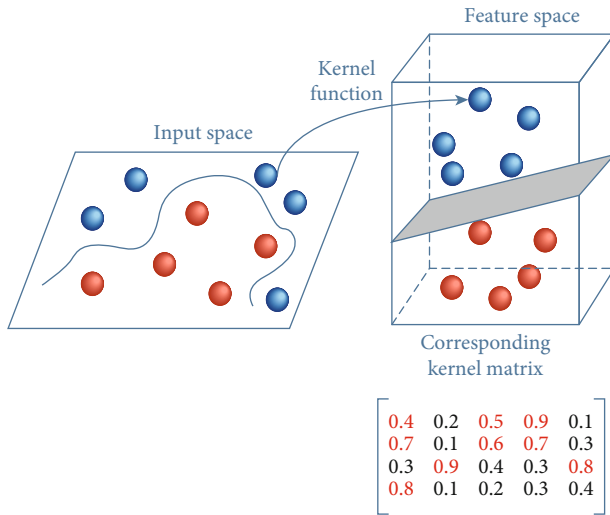 Feature space
Kernel
function
Input space
Corresponding
kernel matrix
0.4 0.2 0.5 0.9 0.1
0.7 0.1 0.6 0.7 0.3
0.3 0.9 0.4 0.3 0.8
0.8 0.1 0.2 0.3 0.4